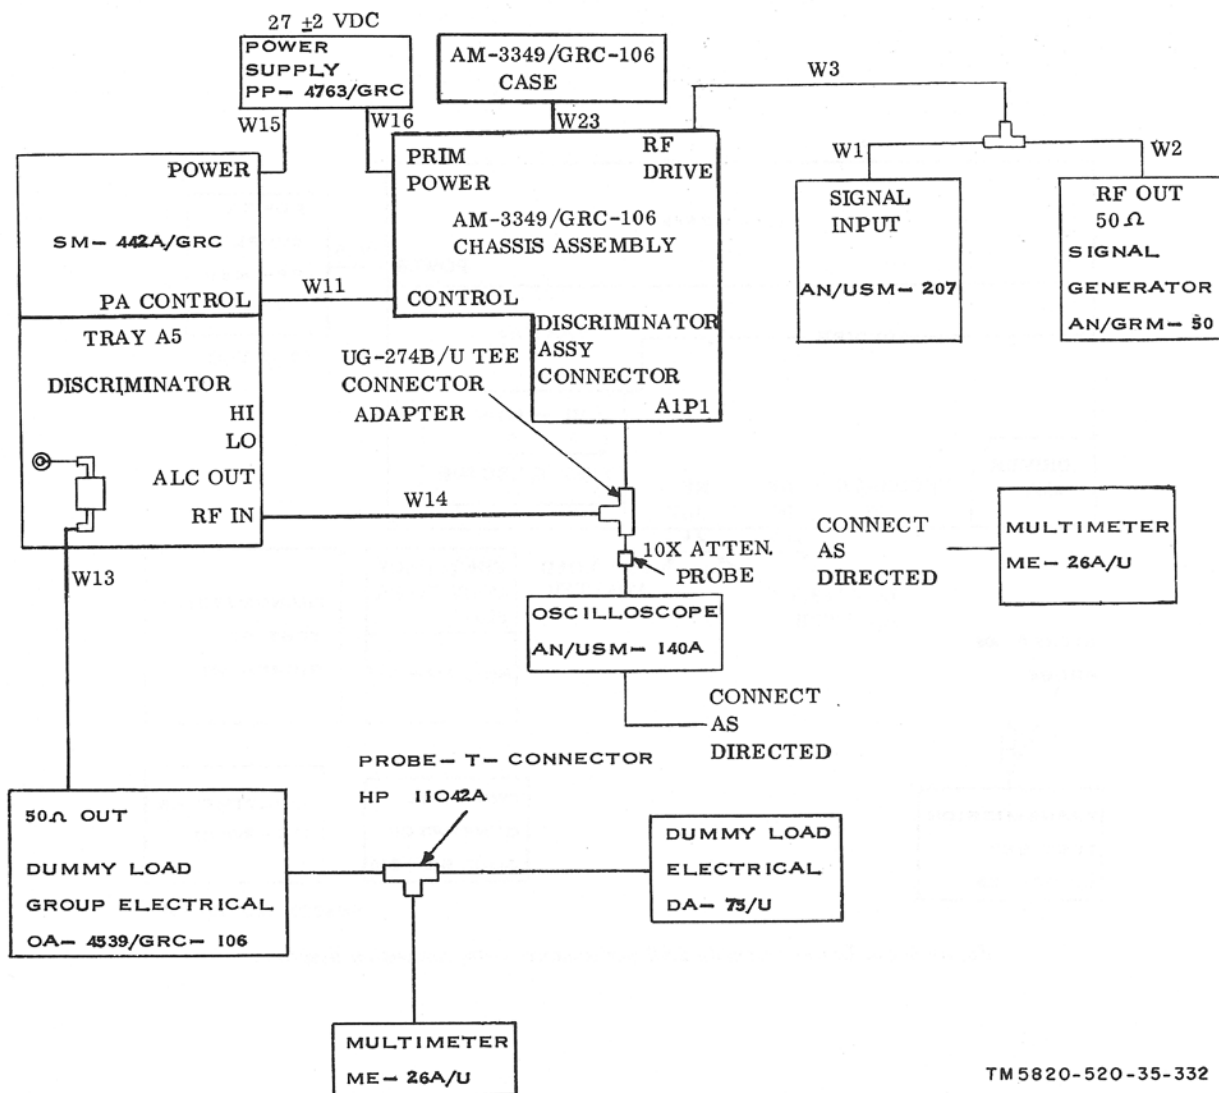 27 ±2 VDC
POWER
SUPPLY
PP- 4763/GRC
W15
W16
AM-3349/GRC-106
CASE
W23
W3
W1
W2
POWER
SM- 442A/GRC
PA CONTROL
PRIM
POWER
RF
DRIVE
AM-3349/GRC-106
CHASSIS ASSEMBLY
CONTROL
DISCRIMINATOR
ASSY
CONNECTOR
A1P1
W11
SIGNAL
INPUT
AN/USM- 207
RF OUT
50Ω
SIGNAL
GENERATOR
AN/GRM- 50
TRAY A5
DISCRIMINATOR
HI
LO
ALC OUT
RF IN
UG-274B/U TEE
CONNECTOR
ADAPTER
W14
W13
10X ATTEN.
PROBE
OSCILLOSCOPE
AN/USM- 140A
CONNECT
AS
DIRECTED
CONNECT
AS
DIRECTED
MULTIMETER
ME- 26A/U
PROBE- T- CONNECTOR
HP 11042A
50Ω OUT
DUMMY LOAD
GROUP ELECTRICAL
OA- 4539/GRC- 106
DUMMY LOAD
ELECTRICAL
DA- 75/U
MULTIMETER
ME- 26A/U
TM5820-520-35-332